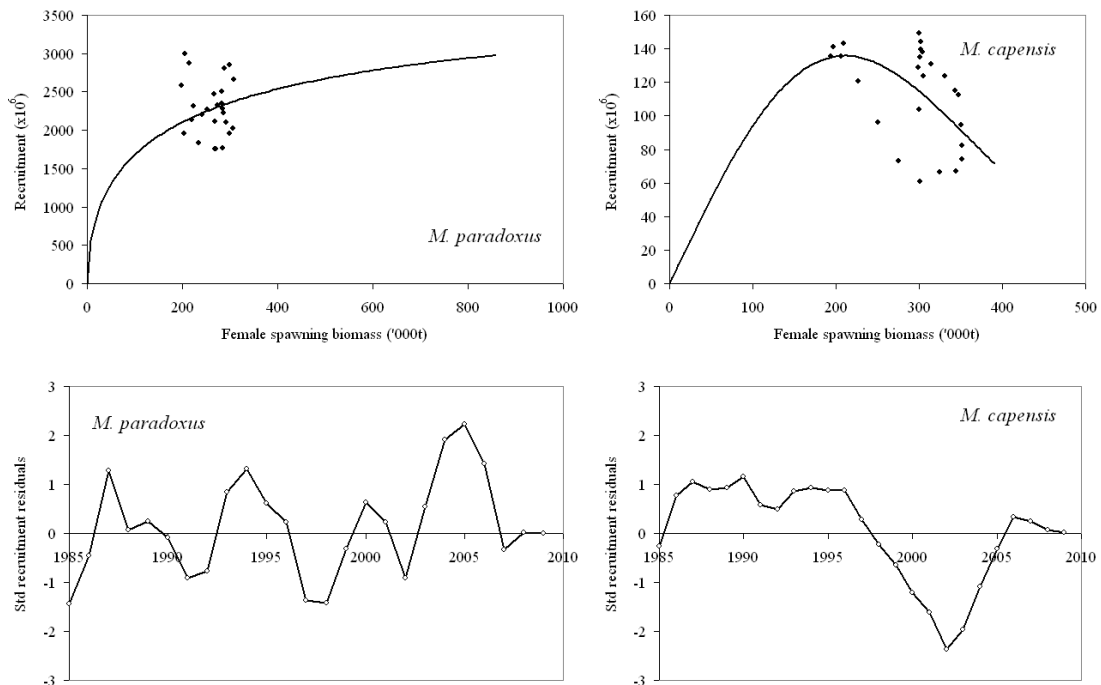 3500
3000
2500
2000
1500
1000
500
0
Recruitment (x10⁶)
M. paradoxus
0 200 400 600 800 1000
Female spawning biomass ('000t)
160
140
120
100
80
60
40
20
0
Recruitment (x10⁶)
M. capensis
0 100 200 300 400 500
Female spawning biomass ('000t)
3
2
1
0
-1
-2
-3
Std recruitment residuals
M. paradoxus
1985 1990 1995 2000 2005 2010
3
2
1
0
-1
-2
-3
Std recruitment residuals
M. capensis
1985 1990 1995 2000 2005 2010